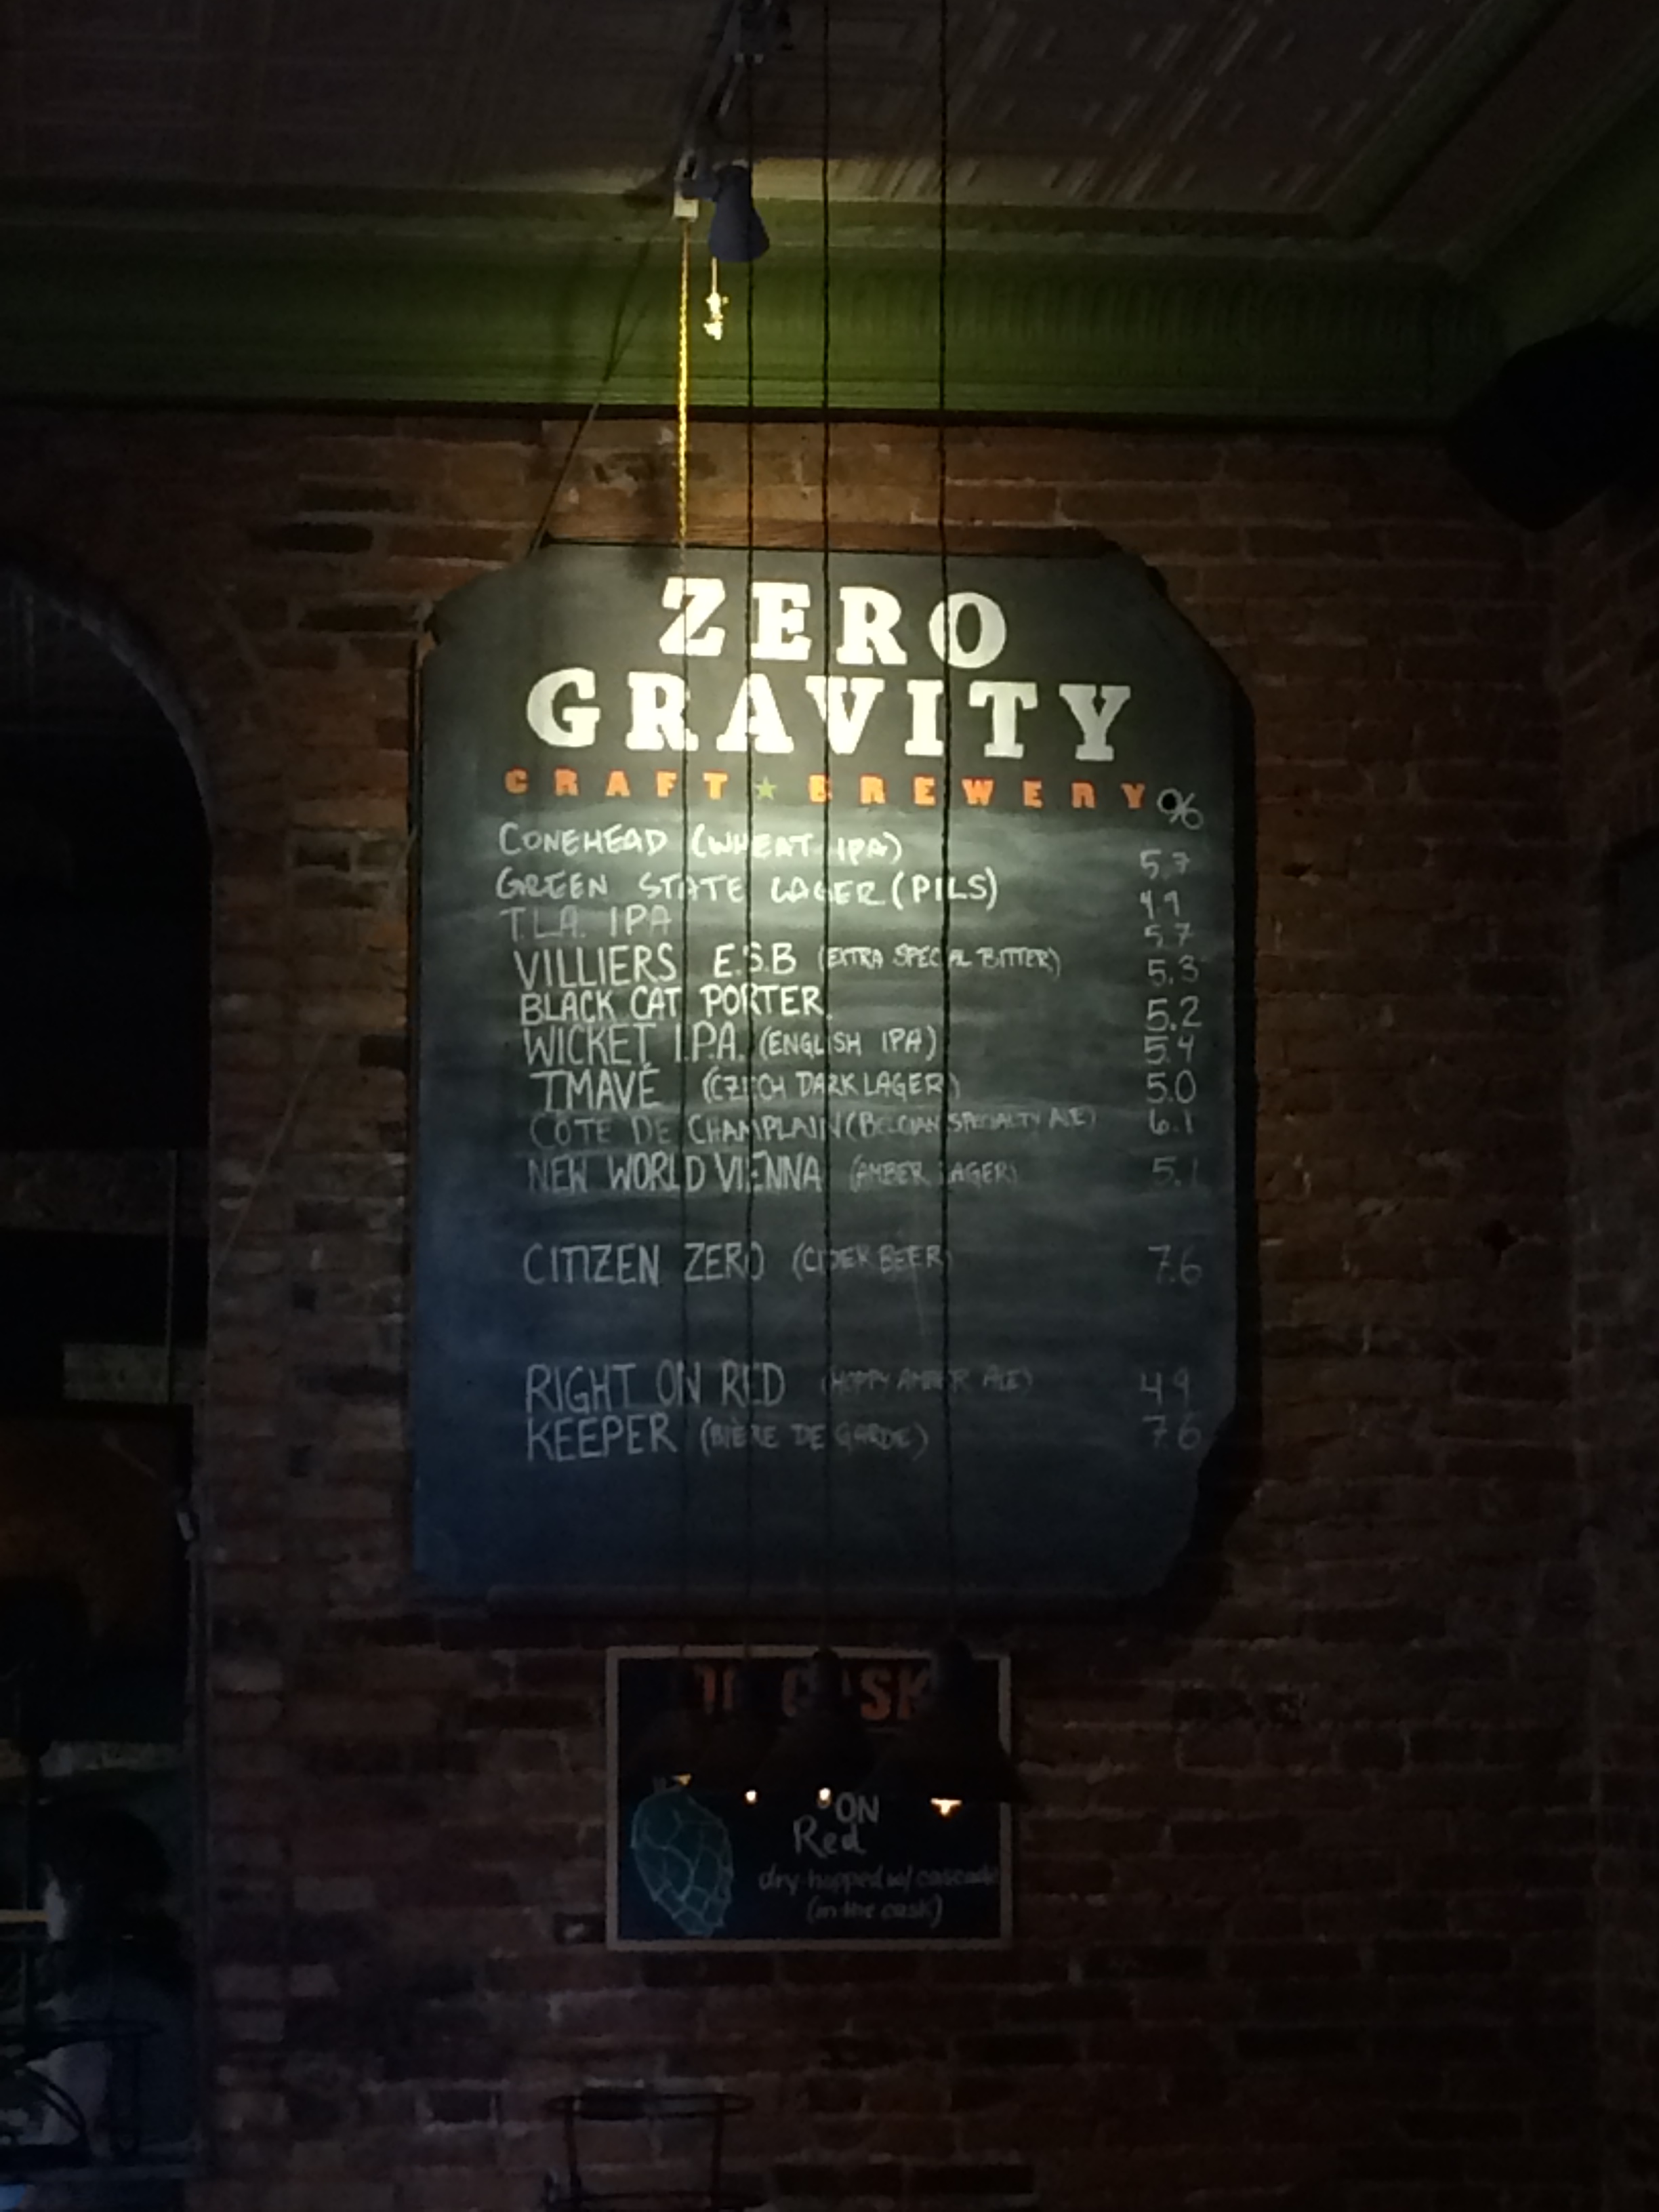 ZERO
GRAVITY
CRAFT ★ BREWERY %
CONEHEAD (WHEAT IPA) 5.7
GREEN STATE LAGER (PILS) 4.9
T.L.A. IPA 5.7
VILLIERS E.S.B (EXTRA SPECIAL BITTER) 5.3
BLACK CAT PORTER 5.2
WICKET I.P.A. (ENGLISH IPA) 5.4
TMAVÉ (CZECH DARK LAGER) 5.0
CÔTE DE CHAMPLAIN (BELGIAN SPECIALTY ALE) 6.1
NEW WORLD VIENNA (AMBER LAGER) 5.1
CITIZEN ZERO (CIDER BEER) 7.6
RIGHT ON RED (HOPPY AMBER ALE) 4.9
KEEPER (BIÈRE DE GARDE) 7.6
CASK
ON
Red
dry-hopped w/ cascade
(in the cask)